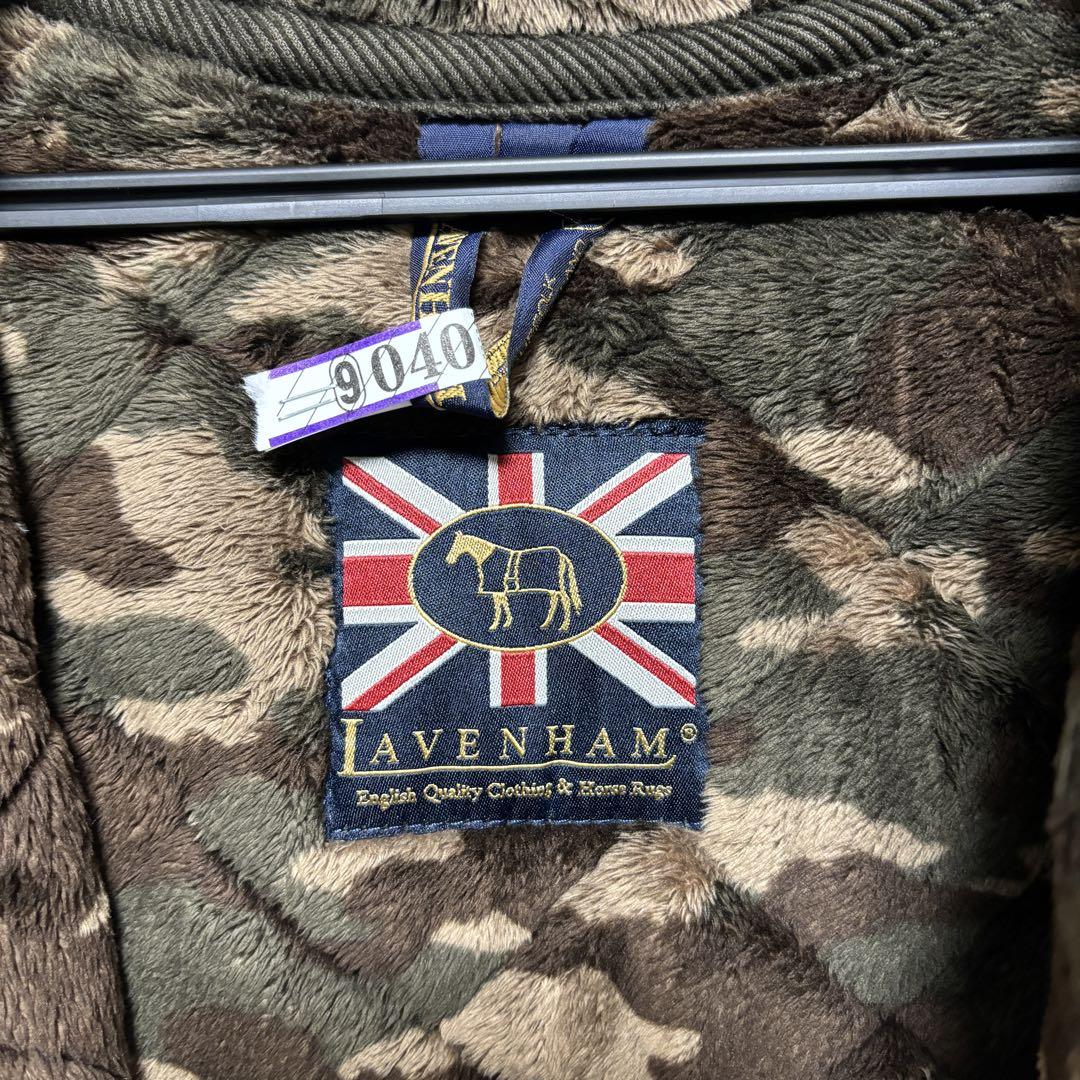 9040
LAVENHAM®
English Quality Clothing & Horse Rugs